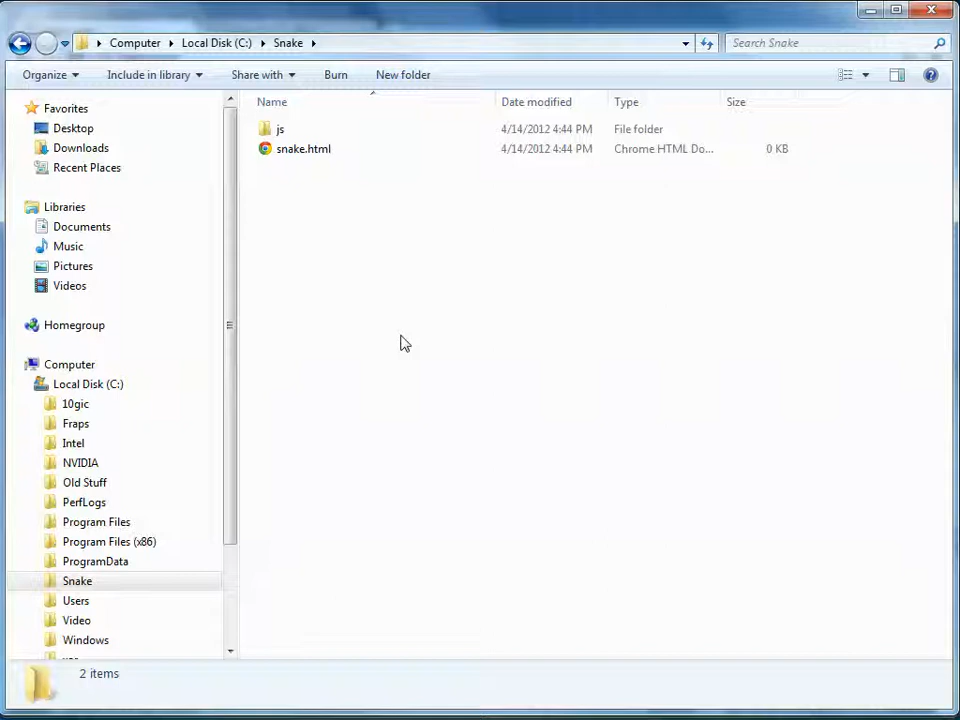 Computer Local Disk (C:) Snake
Search Snake
Organize Include in library Share with Burn New folder
Name Date modified Type Size
js 4/14/2012 4:44 PM File folder
snake.html 4/14/2012 4:44 PM Chrome HTML Do... 0 KB
Favorites
Desktop
Downloads
Recent Places
Libraries
Documents
Music
Pictures
Videos
Homegroup
Computer
Local Disk (C:)
10gic
Fraps
Intel
NVIDIA
Old Stuff
PerfLogs
Program Files
Program Files (x86)
ProgramData
Snake
Users
Video
Windows
2 items